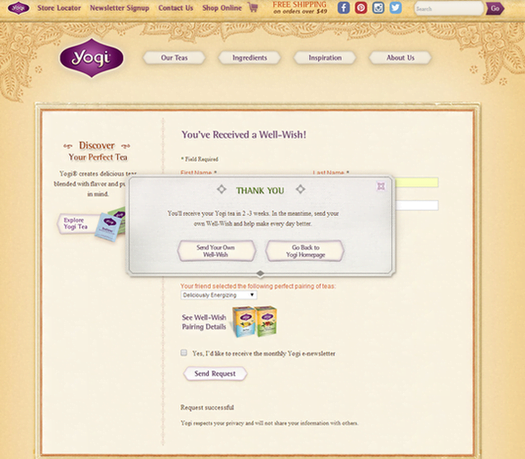 Yogi
Store Locator
Newsletter Signup
Contact Us
Shop Online
FREE SHIPPING
on orders over $49
Search
Go
yogi
Our Teas
Ingredients
Inspiration
About Us
Discover
Your Perfect Tea
Yogi® creates delicious teas
blended with flavor and
in mind.
Explore
Yogi Tea
You've Received a Well-Wish!
* Field Required
First Name *
Last Name *
THANK YOU
You'll receive your Yogi tea in 2 -3 weeks. In the meantime, send your
own Well-Wish and help make every day better.
Send Your Own
Well-Wish
Go Back to
Yogi Homepage
Your friend selected the following perfect pairing of teas:
Deliciously Energizing
See Well-Wish
Pairing Details
Yes, I'd like to receive the monthly Yogi e-newsletter
Send Request
Request successful
Yogi respects your privacy and will not share your information with others.